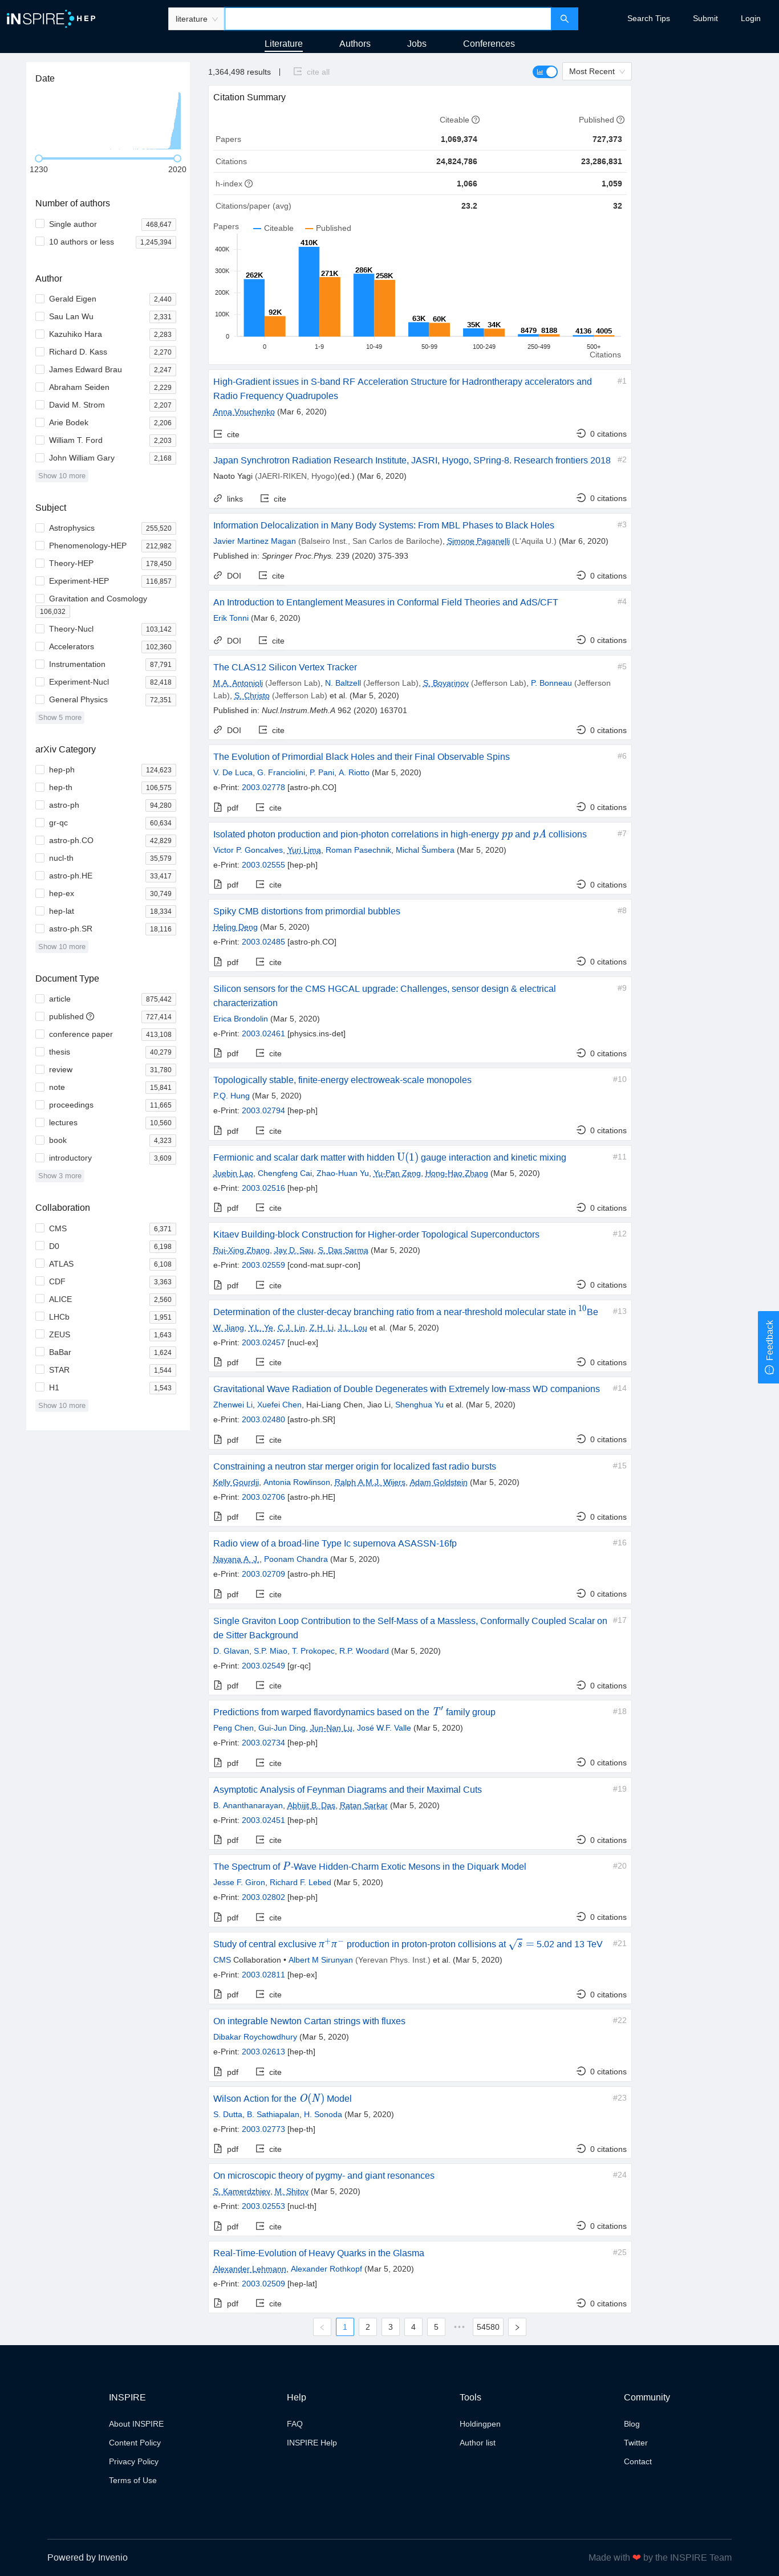 INSPIRE HEP
literature
Search Tips
Submit
Login
Literature
Authors
Jobs
Conferences
Date
1230
2020
Number of authors
Single author 468,647
10 authors or less 1,245,394
Author
Gerald Eigen 2,440
Sau Lan Wu 2,331
Kazuhiko Hara 2,283
Richard D. Kass 2,270
James Edward Brau 2,247
Abraham Seiden 2,229
David M. Strom 2,207
Arie Bodek 2,206
William T. Ford 2,203
John William Gary 2,168
Show 10 more
Subject
Astrophysics 255,520
Phenomenology-HEP 212,982
Theory-HEP 178,450
Experiment-HEP 116,857
Gravitation and Cosmology
106,032
Theory-Nucl 103,142
Accelerators 102,360
Instrumentation 87,791
Experiment-Nucl 82,418
General Physics 72,351
Show 5 more
arXiv Category
hep-ph 124,623
hep-th 106,575
astro-ph 94,280
gr-qc 60,634
astro-ph.CO 42,829
nucl-th 35,579
astro-ph.HE 33,417
hep-ex 30,749
hep-lat 18,334
astro-ph.SR 18,116
Show 10 more
Document Type
article 875,442
published 727,414
conference paper 413,108
thesis 40,279
review 31,780
note 15,841
proceedings 11,665
lectures 10,560
book 4,323
introductory 3,609
Show 3 more
Collaboration
CMS 6,371
D0 6,198
ATLAS 6,108
CDF 3,363
ALICE 2,560
LHCb 1,951
ZEUS 1,643
BaBar 1,624
STAR 1,544
H1 1,543
Show 10 more
1,364,498 results | cite all
Most Recent
Citation Summary
Citeable Published
Papers 1,069,374 727,373
Citations 24,824,786 23,286,831
h-index 1,066 1,059
Citations/paper (avg) 23.2 32
Papers Citeable Published
400K
300K
200K
100K
0
262K 92K
410K 271K
286K 258K
63K 60K
35K 34K
8479 8188
4136 4005
0 1-9 10-49 50-99 100-249 250-499 500+
Citations
High-Gradient issues in S-band RF Acceleration Structure for Hadrontherapy accelerators and #1
Radio Frequency Quadrupoles
Anna Vnuchenko (Mar 6, 2020)
cite 0 citations
Japan Synchrotron Radiation Research Institute, JASRI, Hyogo, SPring-8. Research frontiers 2018 #2
Naoto Yagi (JAERI-RIKEN, Hyogo)(ed.) (Mar 6, 2020)
links cite 0 citations
Information Delocalization in Many Body Systems: From MBL Phases to Black Holes #3
Javier Martinez Magan (Balseiro Inst., San Carlos de Bariloche), Simone Paganelli (L'Aquila U.) (Mar 6, 2020)
Published in: Springer Proc.Phys. 239 (2020) 375-393
DOI cite 0 citations
An Introduction to Entanglement Measures in Conformal Field Theories and AdS/CFT #4
Erik Tonni (Mar 6, 2020)
DOI cite 0 citations
The CLAS12 Silicon Vertex Tracker #5
M.A. Antonioli (Jefferson Lab), N. Baltzell (Jefferson Lab), S. Boyarinov (Jefferson Lab), P. Bonneau (Jefferson
Lab), S. Christo (Jefferson Lab) et al. (Mar 5, 2020)
Published in: Nucl.Instrum.Meth.A 962 (2020) 163701
DOI cite 0 citations
The Evolution of Primordial Black Holes and their Final Observable Spins #6
V. De Luca, G. Franciolini, P. Pani, A. Riotto (Mar 5, 2020)
e-Print: 2003.02778 [astro-ph.CO]
pdf cite 0 citations
Isolated photon production and pion-photon correlations in high-energy pp and pA collisions #7
Victor P. Goncalves, Yuri Lima, Roman Pasechnik, Michal Šumbera (Mar 5, 2020)
e-Print: 2003.02555 [hep-ph]
pdf cite 0 citations
Spiky CMB distortions from primordial bubbles #8
Heling Deng (Mar 5, 2020)
e-Print: 2003.02485 [astro-ph.CO]
pdf cite 0 citations
Silicon sensors for the CMS HGCAL upgrade: Challenges, sensor design & electrical #9
characterization
Erica Brondolin (Mar 5, 2020)
e-Print: 2003.02461 [physics.ins-det]
pdf cite 0 citations
Topologically stable, finite-energy electroweak-scale monopoles #10
P.Q. Hung (Mar 5, 2020)
e-Print: 2003.02794 [hep-ph]
pdf cite 0 citations
Fermionic and scalar dark matter with hidden U(1) gauge interaction and kinetic mixing #11
Juebin Lao, Chengfeng Cai, Zhao-Huan Yu, Yu-Pan Zeng, Hong-Hao Zhang (Mar 5, 2020)
e-Print: 2003.02516 [hep-ph]
pdf cite 0 citations
Kitaev Building-block Construction for Higher-order Topological Superconductors #12
Rui-Xing Zhang, Jay D. Sau, S. Das Sarma (Mar 5, 2020)
e-Print: 2003.02559 [cond-mat.supr-con]
pdf cite 0 citations
Determination of the cluster-decay branching ratio from a near-threshold molecular state in ¹⁰Be #13
W. Jiang, Y.L. Ye, C.J. Lin, Z.H. Li, J.L. Lou et al. (Mar 5, 2020)
e-Print: 2003.02457 [nucl-ex]
pdf cite 0 citations
Gravitational Wave Radiation of Double Degenerates with Extremely low-mass WD companions #14
Zhenwei Li, Xuefei Chen, Hai-Liang Chen, Jiao Li, Shenghua Yu et al. (Mar 5, 2020)
e-Print: 2003.02480 [astro-ph.SR]
pdf cite 0 citations
Constraining a neutron star merger origin for localized fast radio bursts #15
Kelly Gourdji, Antonia Rowlinson, Ralph A.M.J. Wijers, Adam Goldstein (Mar 5, 2020)
e-Print: 2003.02706 [astro-ph.HE]
pdf cite 0 citations
Radio view of a broad-line Type Ic supernova ASASSN-16fp #16
Nayana A. J., Poonam Chandra (Mar 5, 2020)
e-Print: 2003.02709 [astro-ph.HE]
pdf cite 0 citations
Single Graviton Loop Contribution to the Self-Mass of a Massless, Conformally Coupled Scalar on #17
de Sitter Background
D. Glavan, S.P. Miao, T. Prokopec, R.P. Woodard (Mar 5, 2020)
e-Print: 2003.02549 [gr-qc]
pdf cite 0 citations
Predictions from warped flavordynamics based on the T′ family group #18
Peng Chen, Gui-Jun Ding, Jun-Nan Lu, José W.F. Valle (Mar 5, 2020)
e-Print: 2003.02734 [hep-ph]
pdf cite 0 citations
Asymptotic Analysis of Feynman Diagrams and their Maximal Cuts #19
B. Ananthanarayan, Abhijit B. Das, Ratan Sarkar (Mar 5, 2020)
e-Print: 2003.02451 [hep-ph]
pdf cite 0 citations
The Spectrum of P-Wave Hidden-Charm Exotic Mesons in the Diquark Model #20
Jesse F. Giron, Richard F. Lebed (Mar 5, 2020)
e-Print: 2003.02802 [hep-ph]
pdf cite 0 citations
Study of central exclusive π⁺π⁻ production in proton-proton collisions at √s = 5.02 and 13 TeV #21
CMS Collaboration • Albert M Sirunyan (Yerevan Phys. Inst.) et al. (Mar 5, 2020)
e-Print: 2003.02811 [hep-ex]
pdf cite 0 citations
On integrable Newton Cartan strings with fluxes #22
Dibakar Roychowdhury (Mar 5, 2020)
e-Print: 2003.02613 [hep-th]
pdf cite 0 citations
Wilson Action for the O(N) Model #23
S. Dutta, B. Sathiapalan, H. Sonoda (Mar 5, 2020)
e-Print: 2003.02773 [hep-th]
pdf cite 0 citations
On microscopic theory of pygmy- and giant resonances #24
S. Kamerdzhiev, M. Shitov (Mar 5, 2020)
e-Print: 2003.02553 [nucl-th]
pdf cite 0 citations
Real-Time-Evolution of Heavy Quarks in the Glasma #25
Alexander Lehmann, Alexander Rothkopf (Mar 5, 2020)
e-Print: 2003.02509 [hep-lat]
pdf cite 0 citations
1 2 3 4 5 ••• 54580
Feedback
INSPIRE
About INSPIRE
Content Policy
Privacy Policy
Terms of Use
Help
FAQ
INSPIRE Help
Tools
Holdingpen
Author list
Community
Blog
Twitter
Contact
Powered by Invenio
Made with ❤ by the INSPIRE Team